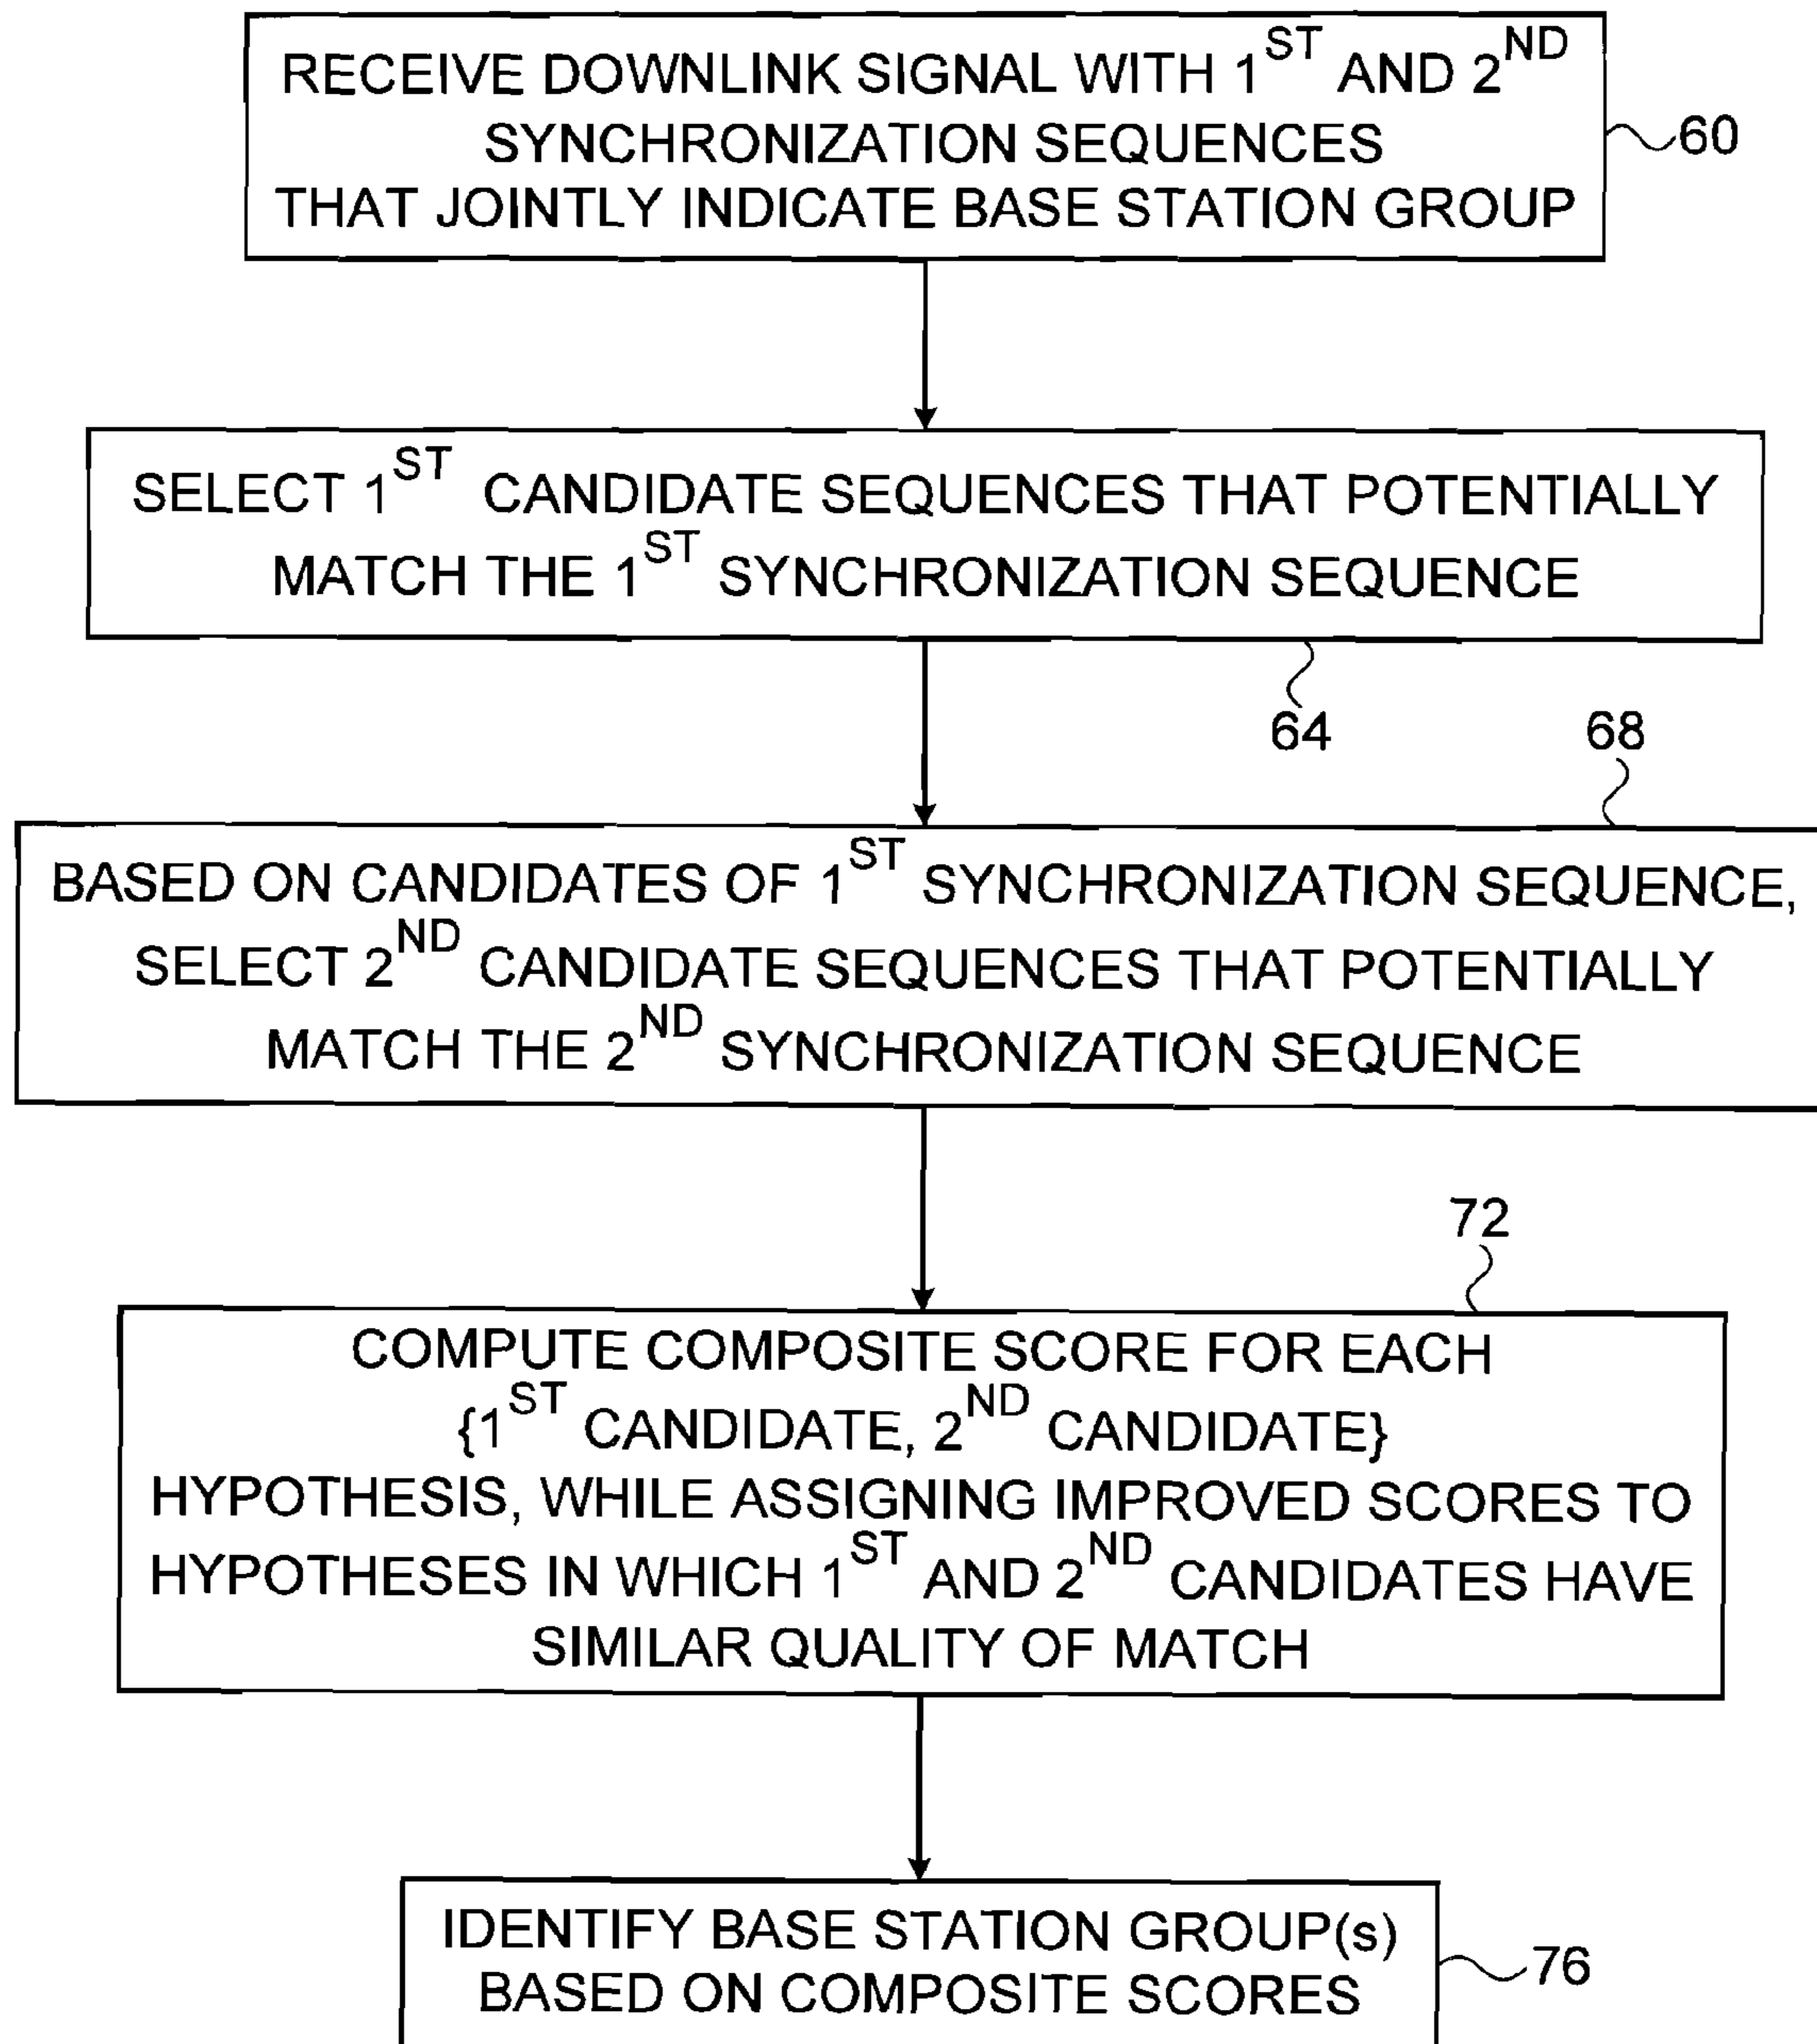 RECEIVE DOWNLINK SIGNAL WITH 1ST AND 2ND
SYNCHRONIZATION SEQUENCES
THAT JOINTLY INDICATE BASE STATION GROUP
60
SELECT 1ST CANDIDATE SEQUENCES THAT POTENTIALLY
MATCH THE 1ST SYNCHRONIZATION SEQUENCE
64
68
BASED ON CANDIDATES OF 1ST SYNCHRONIZATION SEQUENCE,
SELECT 2ND CANDIDATE SEQUENCES THAT POTENTIALLY
MATCH THE 2ND SYNCHRONIZATION SEQUENCE
72
COMPUTE COMPOSITE SCORE FOR EACH
{1ST CANDIDATE, 2ND CANDIDATE}
HYPOTHESIS, WHILE ASSIGNING IMPROVED SCORES TO
HYPOTHESES IN WHICH 1ST AND 2ND CANDIDATES HAVE
SIMILAR QUALITY OF MATCH
IDENTIFY BASE STATION GROUP(s)
BASED ON COMPOSITE SCORES
76